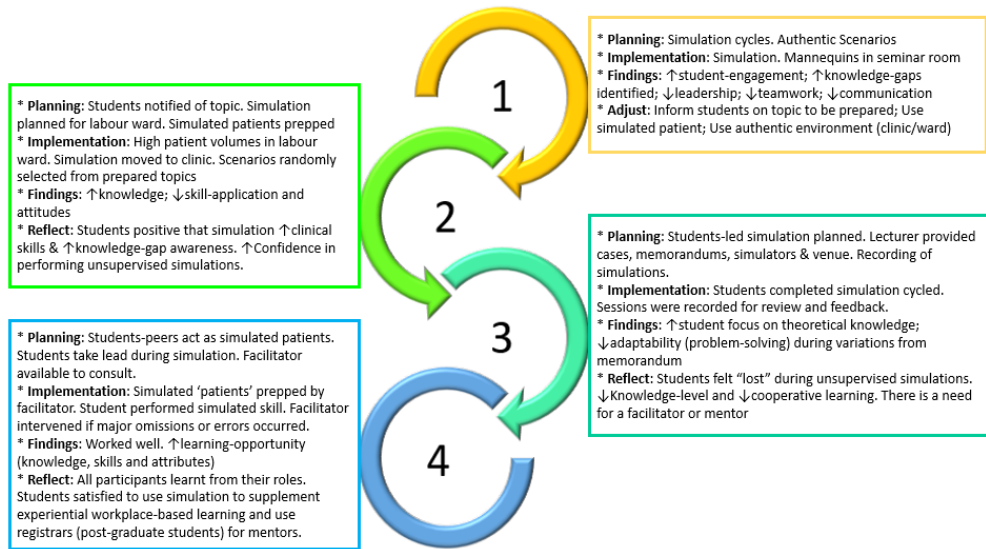 1
* Planning: Simulation cycles. Authentic Scenarios
* Implementation: Simulation. Mannequins in seminar room
* Findings: ↑student-engagement; ↑knowledge-gaps
identified; ↓leadership; ↓teamwork; ↓communication
* Adjust: Inform students on topic to be prepared; Use
simulated patient; Use authentic environment (clinic/ward)
2
* Planning: Students notified of topic. Simulation
planned for labour ward. Simulated patients prepped
* Implementation: High patient volumes in labour
ward. Simulation moved to clinic. Scenarios randomly
selected from prepared topics
* Findings: ↑knowledge; ↓skill-application and
attitudes
* Reflect: Students positive that simulation ↑clinical
skills & ↑knowledge-gap awareness. ↑Confidence in
performing unsupervised simulations.
3
* Planning: Students-led simulation planned. Lecturer provided
cases, memorandums, simulators & venue. Recording of
simulations.
* Implementation: Students completed simulation cycled.
Sessions were recorded for review and feedback.
* Findings: ↑student focus on theoretical knowledge;
↓adaptability (problem-solving) during variations from
memorandum
* Reflect: Students felt “lost” during unsupervised simulations.
↓Knowledge-level and ↓cooperative learning. There is a need
for a facilitator or mentor
4
* Planning: Students-peers act as simulated patients.
Students take lead during simulation. Facilitator
available to consult.
* Implementation: Simulated ‘patients’ prepped by
facilitator. Student performed simulated skill. Facilitator
intervened if major omissions or errors occurred.
* Findings: Worked well. ↑learning-opportunity
(knowledge, skills and attributes)
* Reflect: All participants learnt from their roles.
Students satisfied to use simulation to supplement
experiential workplace-based learning and use
registrars (post-graduate students) for mentors.